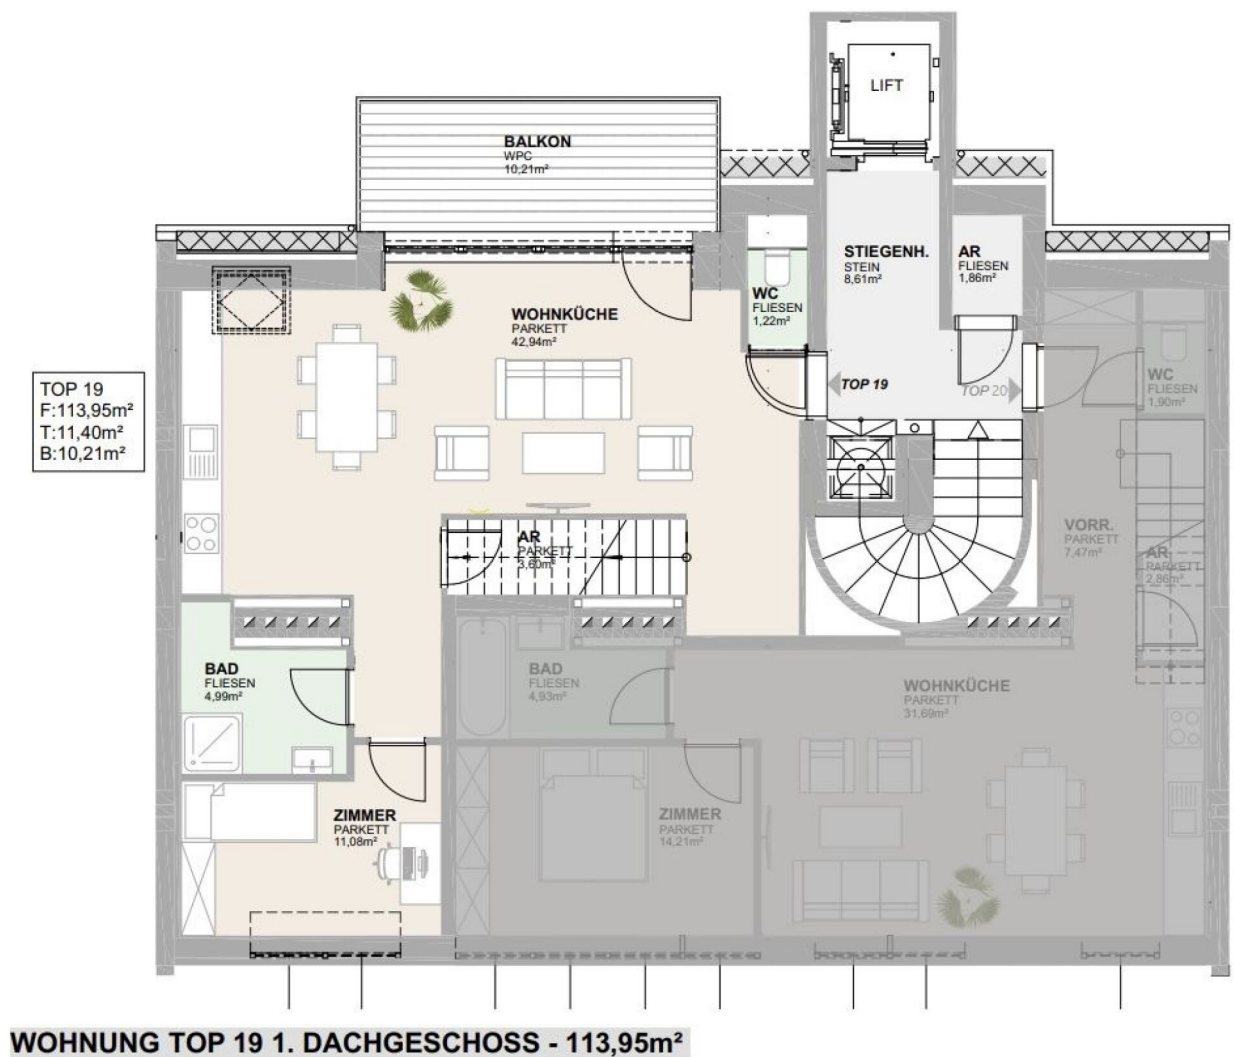 LIFT
BALKON
WPC
10,21m²
STIEGENH.
STEIN
8,61m²
AR
FLIESEN
1,86m²
WC
FLIESEN
1,22m²
WOHNKÜCHE
PARKETT
42,94m²
TOP 19
F:113,95m²
T:11,40m²
B:10,21m²
TOP 19
TOP 20
WC
FLIESEN
1,90m²
AR
PARKETT
3,60m²
VORR.
PARKETT
7,47m²
AR
PARKETT
2,86m²
BAD
FLIESEN
4,99m²
BAD
FLIESEN
4,93m²
WOHNKÜCHE
PARKETT
31,69m²
ZIMMER
PARKETT
11,08m²
ZIMMER
PARKETT
14,21m²
WOHNUNG TOP 19 1. DACHGESCHOSS - 113,95m²